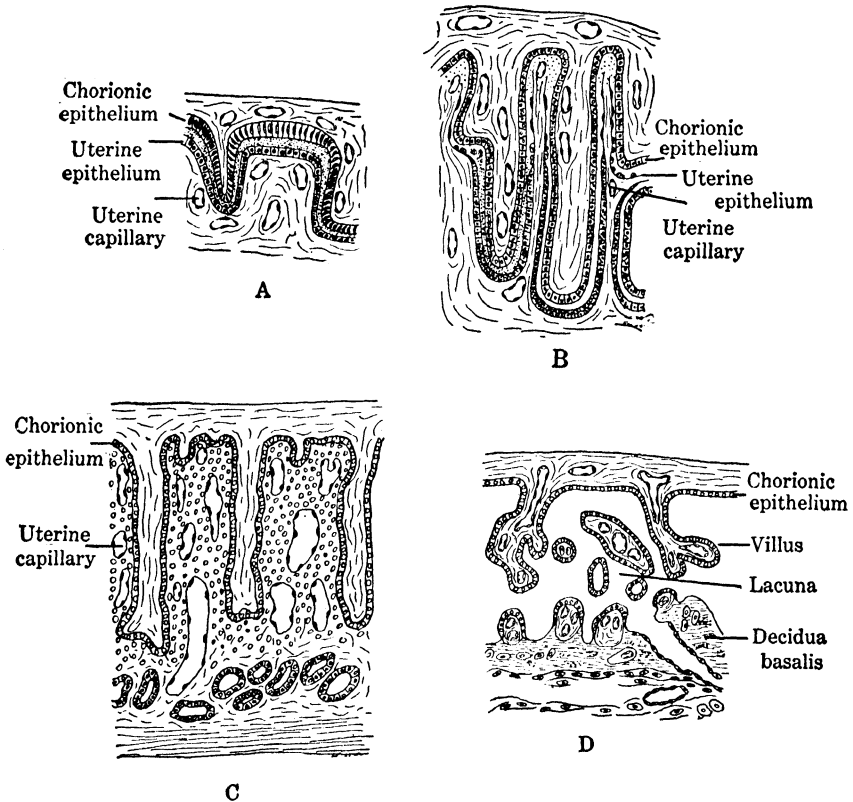 Chorionic
epithelium
Uterine
epithelium
Uterine
capillary
A
Chorionic
epithelium
Uterine
epithelium
Uterine
capillary
B
Chorionic
epithelium
Uterine
capillary
C
Chorionic
epithelium
Villus
Lacuna
Decidua
basalis
D